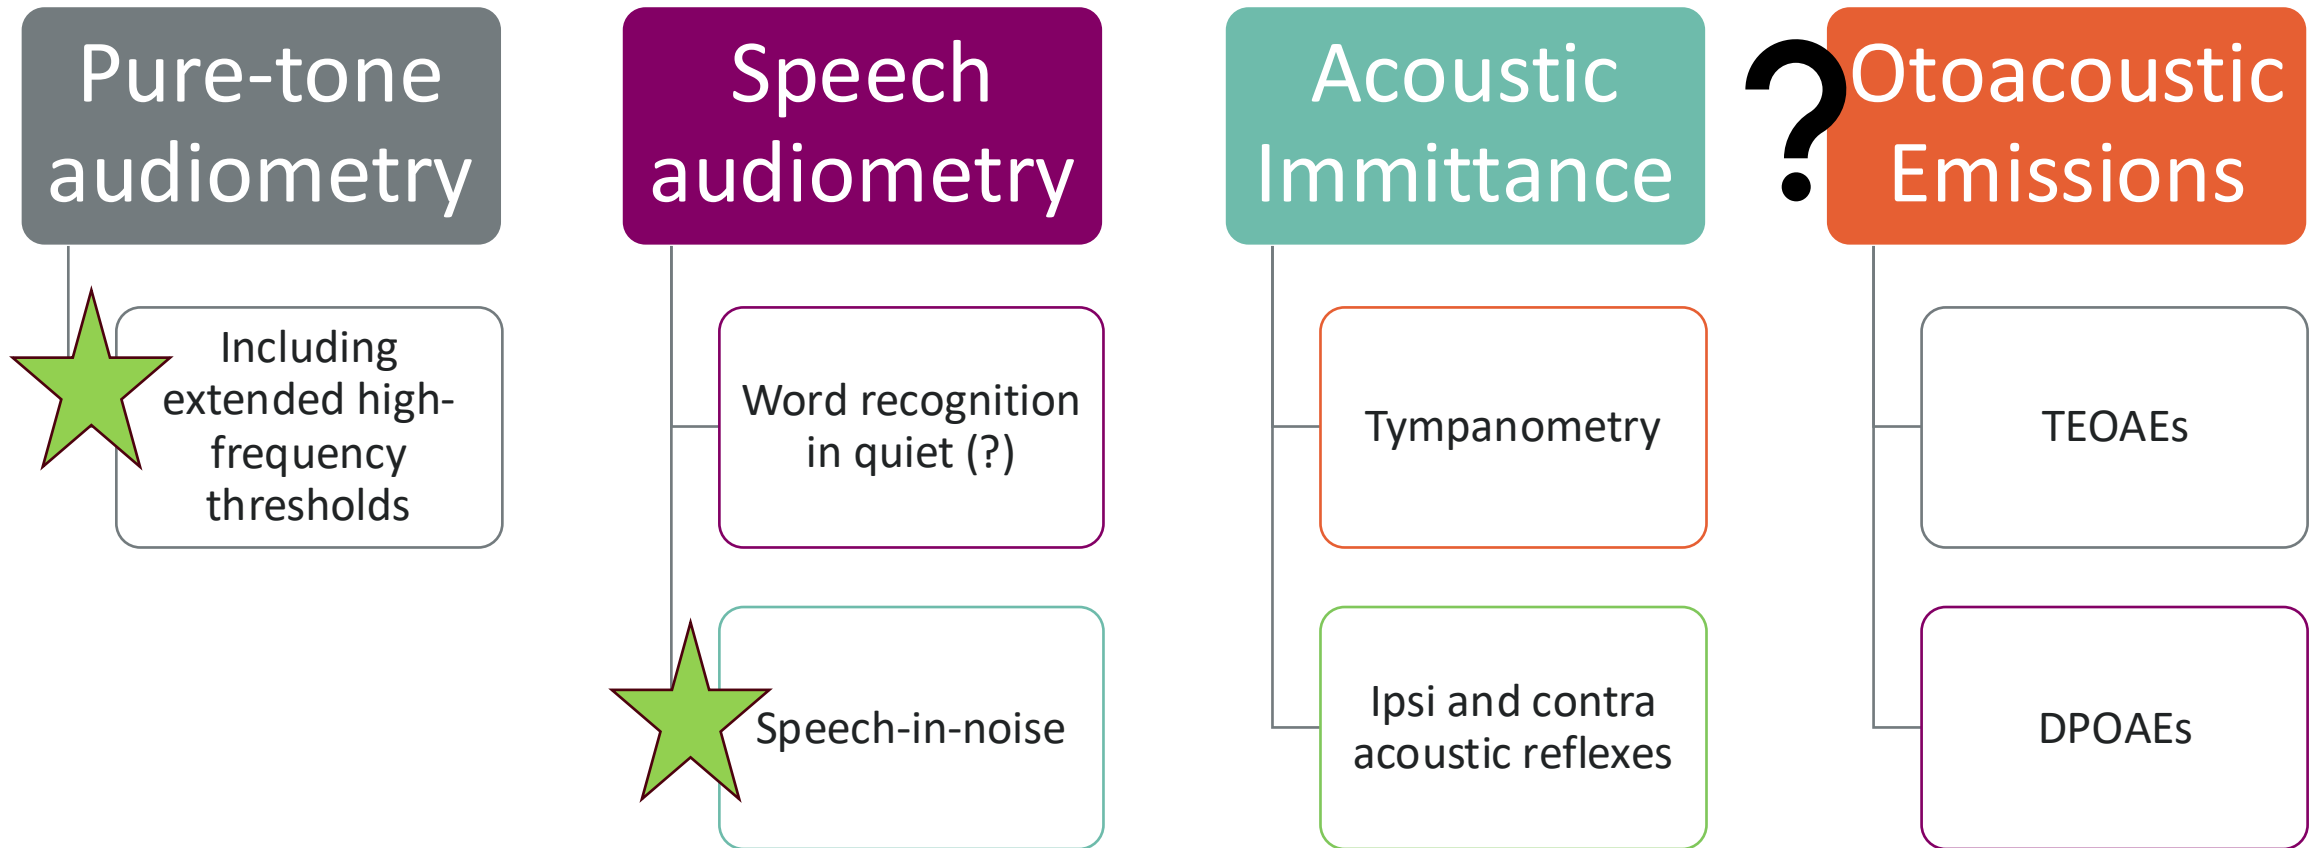 Pure-tone
audiometry
Including
extended high-
frequency
thresholds
Speech
audiometry
Word recognition
in quiet (?)
Speech-in-noise
Acoustic
Immittance
Tympanometry
Ipsi and contra
acoustic reflexes
?
Otoacoustic
Emissions
TEOAEs
DPOAEs